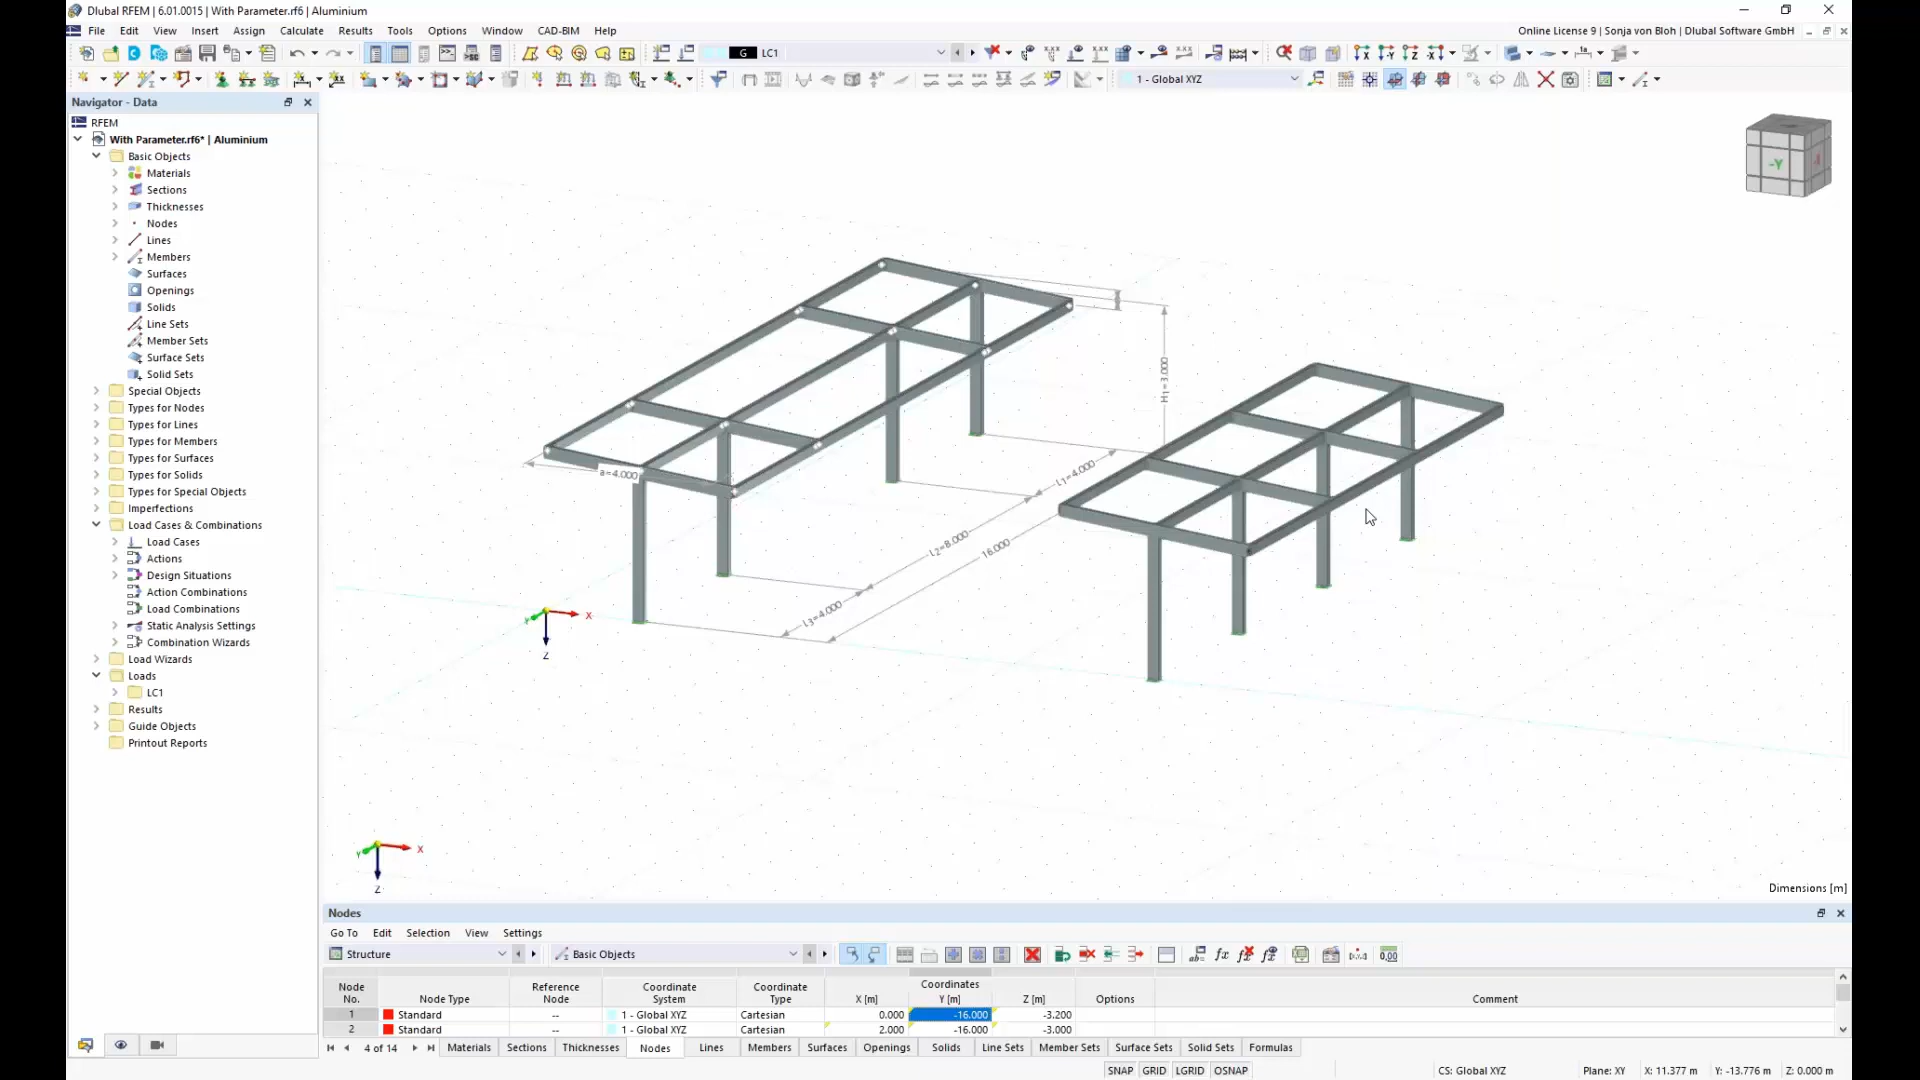 Dlubal RFEM | 6.01.0015 | With Parameter.rf6 | Aluminium
File Edit View Insert Assign Calculate Results Tools Options Window CAD-BIM Help
Online License 9 | Sonja von Bloh | Dlubal Software GmbH
G LC1
1 - Global XYZ
Navigator - Data
RFEM
With Parameter.rf6* | Aluminium
Basic Objects
Materials
Sections
Thicknesses
Nodes
Lines
Members
Surfaces
Openings
Solids
Line Sets
Member Sets
Surface Sets
Solid Sets
Special Objects
Types for Nodes
Types for Lines
Types for Members
Types for Surfaces
Types for Solids
Types for Special Objects
Imperfections
Load Cases & Combinations
Load Cases
Actions
Design Situations
Action Combinations
Load Combinations
Static Analysis Settings
Combination Wizards
Load Wizards
Loads
LC1
Results
Guide Objects
Printout Reports
-Y
H=3.000
a=4.000
L1=4.000
L2=8.000
16.000
L3=4.000
X
Y
Z
X
Y
Z
Dimensions [m]
Nodes
Go To Edit Selection View Settings
Structure Basic Objects
Node No. Node Type Reference Node Coordinate System Coordinate Type Coordinates X [m] Y [m] Z [m] Options Comment
1 Standard -- 1 - Global XYZ Cartesian 0.000 -16.000 -3.200
2 Standard -- 1 - Global XYZ Cartesian 2.000 -16.000 -3.000
4 of 14 Materials Sections Thicknesses Nodes Lines Members Surfaces Openings Solids Line Sets Member Sets Surface Sets Solid Sets Formulas
SNAP GRID LGRID OSNAP CS: Global XYZ Plane: XY X: 11.377 m Y: -13.776 m Z: 0.000 m